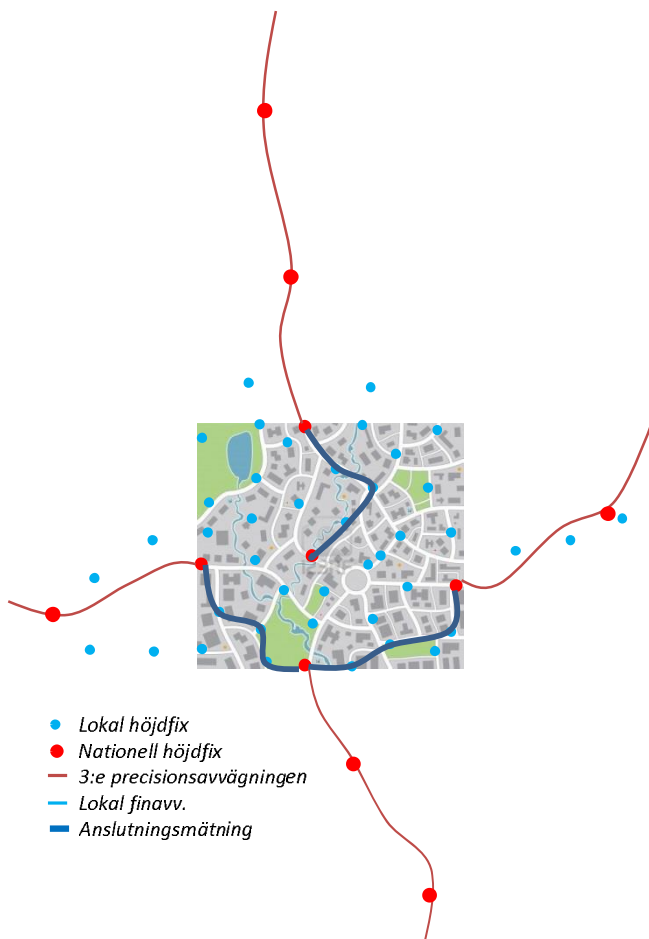 Lokal höjdfix
Nationell höjdfix
3:e precisionsavvägningen
Lokal finavv.
Anslutningsmätning